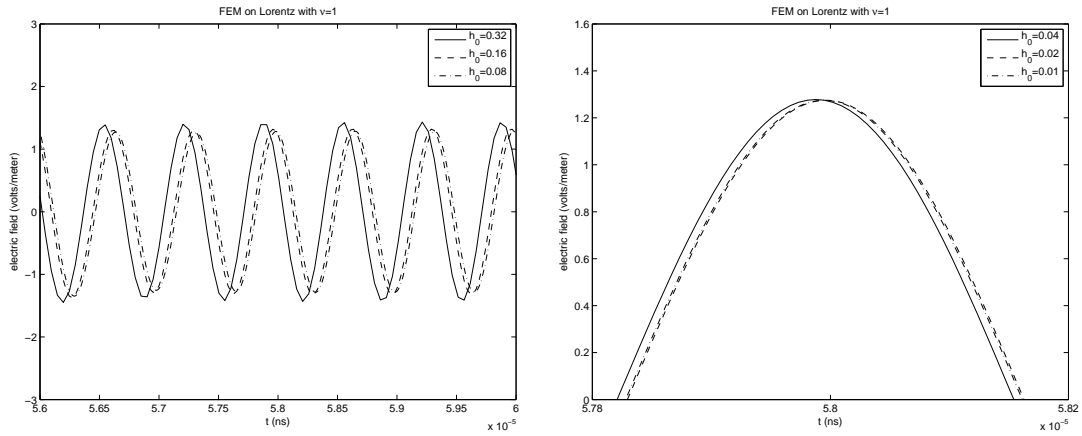 FEM on Lorentz with ν=1
3
2
1
0
−1
−2
−3
electric field (volts/meter)
h0=0.32
h0=0.16
h0=0.08
5.6
5.65
5.7
5.75
5.8
5.85
5.9
5.95
6
t (ns)
x 10-5
FEM on Lorentz with ν=1
1.6
1.4
1.2
1
0.8
0.6
0.4
0.2
0
electric field (volts/meter)
h0=0.04
h0=0.02
h0=0.01
5.78
5.8
5.82
t (ns)
x 10-5